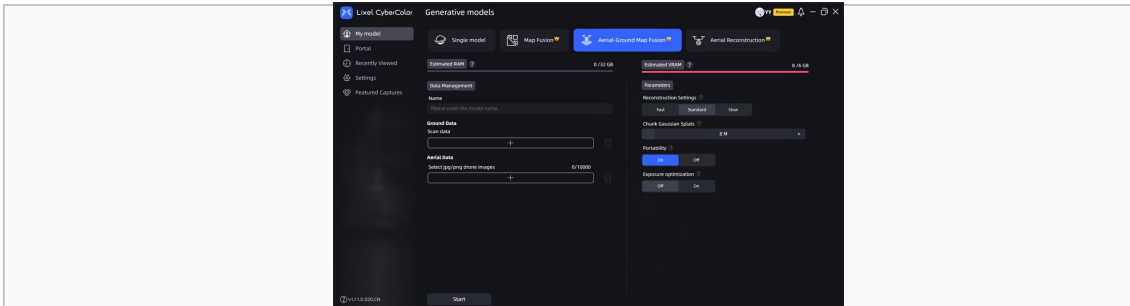 Lixel CyberColor
Generative models
YY Premium
My model
Portal
Recently Viewed
Settings
Featured Captures
Single model
Map Fusion
Aerial-Ground Map Fusion
Aerial Reconstruction
Estimated RAM ?
0 /32 GB
Estimated VRAM ?
8 /6 GB
Data Management
Name
Please enter the model name
Ground Data
Scan data
+
Aerial Data
Select jpg/png drone images
0/10000
+
Parameters
Reconstruction Settings ?
Fast Standard Slow
Chunk Gaussian Splats ?
8 M
Portability ?
On Off
Exposure optimization ?
Off On
V1.11.0.020.CN
Start